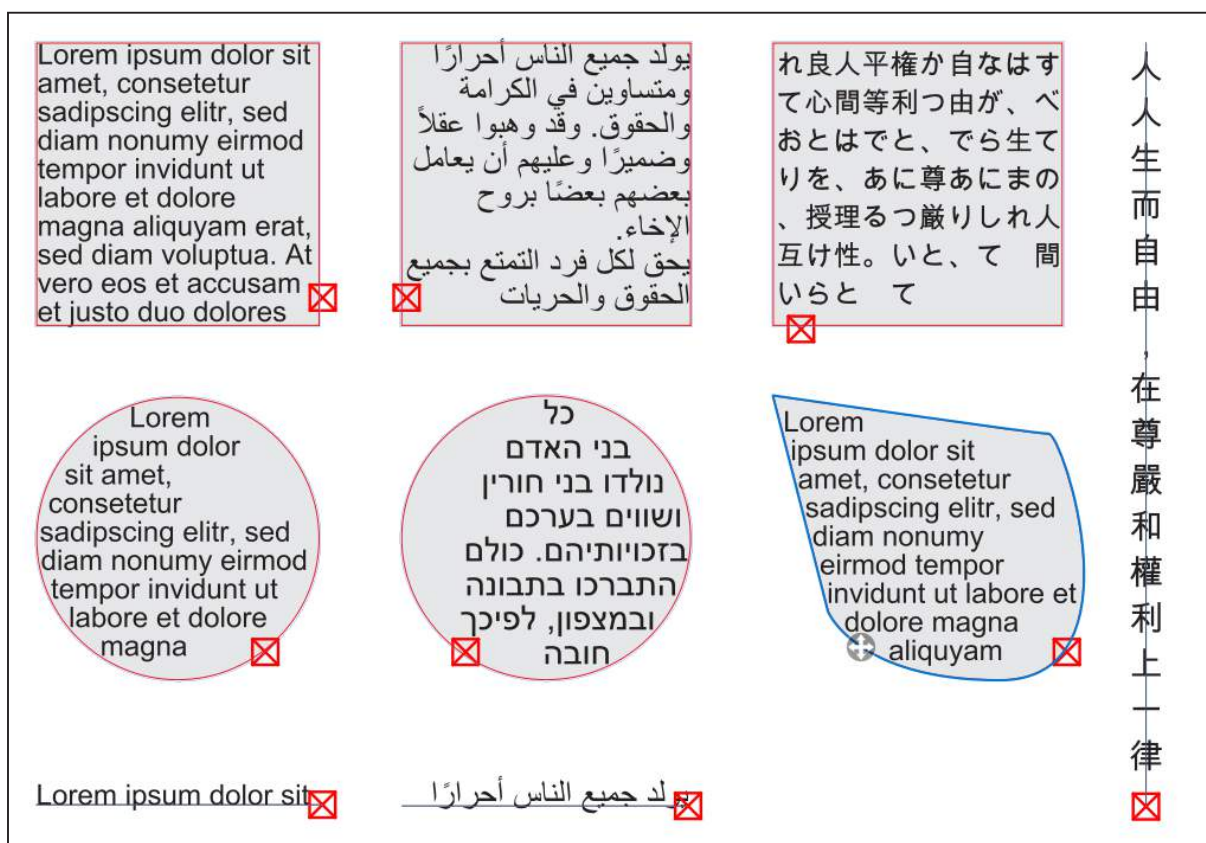 Lorem ipsum dolor sit
amet, consetetur
sadipscing elitr, sed
diam nonumy eirmod
tempor invidunt ut
labore et dolore
magna aliquyam erat,
sed diam voluptua. At
vero eos et accusam
et justo duo dolores
يولد جميع الناس أحرارًا
ومتساوين في الكرامة
والحقوق. وقد وهبوا عقلاً
وضميرًا وعليهم أن يعامل
بعضهم بعضًا بروح
الإخاء.
يحق لكل فرد التمتع بجميع
الحقوق والحريات
すべての人間
は、生まれ
ながらにして
自由であり、
かつ、尊厳と
権利とについて
平等である。
人間は、理性と
良心とを授けら
れており、互い
人人生而自由,在尊嚴和權利上一律
Lorem
ipsum dolor
sit amet,
consetetur
sadipscing elitr, sed
diam nonumy eirmod
tempor invidunt ut
labore et dolore
magna
כל
בני האדם
נולדו בני חורין
ושווים בערכם
בזכויותיהם. כולם
התברכו בתבונה
ובמצפון, לפיכך
חובה
Lorem
ipsum dolor sit
amet, consetetur
sadipscing elitr, sed
diam nonumy
eirmod tempor
invidunt ut labore et
dolore magna
aliquyam
Lorem ipsum dolor sit
يولد جميع الناس أحرارًا